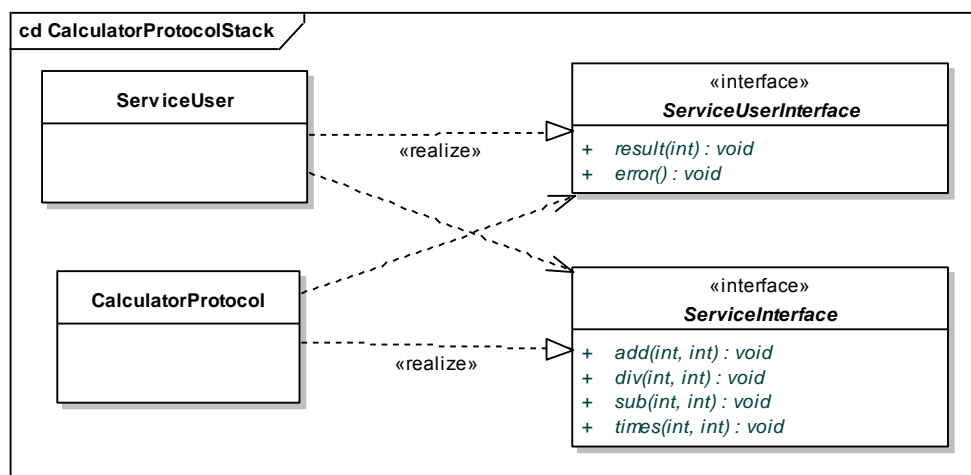 cd CalculatorProtocolStack
ServiceUser
«interface»
ServiceUserInterface
+ result(int) : void
+ error() : void
«realize»
CalculatorProtocol
«interface»
ServiceInterface
+ add(int, int) : void
+ div(int, int) : void
+ sub(int, int) : void
+ times(int, int) : void
«realize»